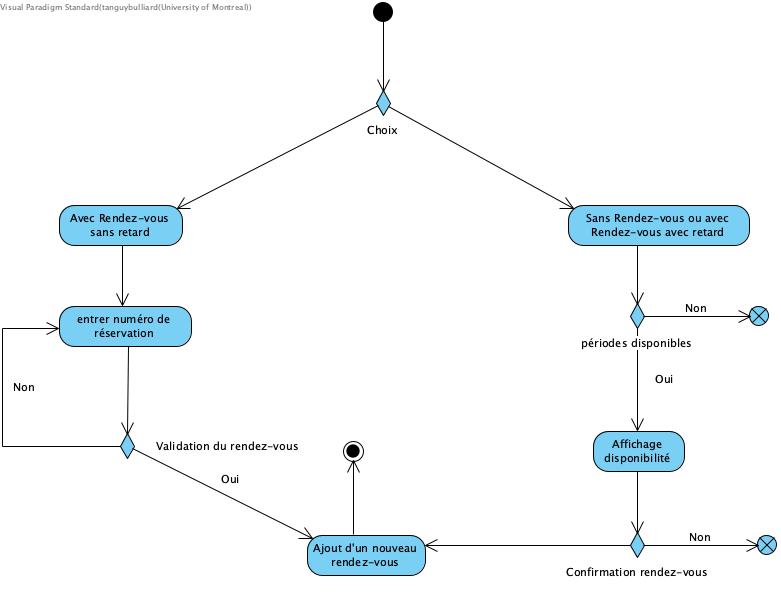 Visual Paradigm Standard(tanguybulliard(University of Montreal))
Choix
Avec Rendez-vous
sans retard
Sans Rendez-vous ou avec
Rendez-vous avec retard
entrer numéro de
réservation
Non
périodes disponibles
Non
Oui
Validation du rendez-vous
Oui
Affichage
disponibilité
Ajout d'un nouveau
rendez-vous
Non
Confirmation rendez-vous